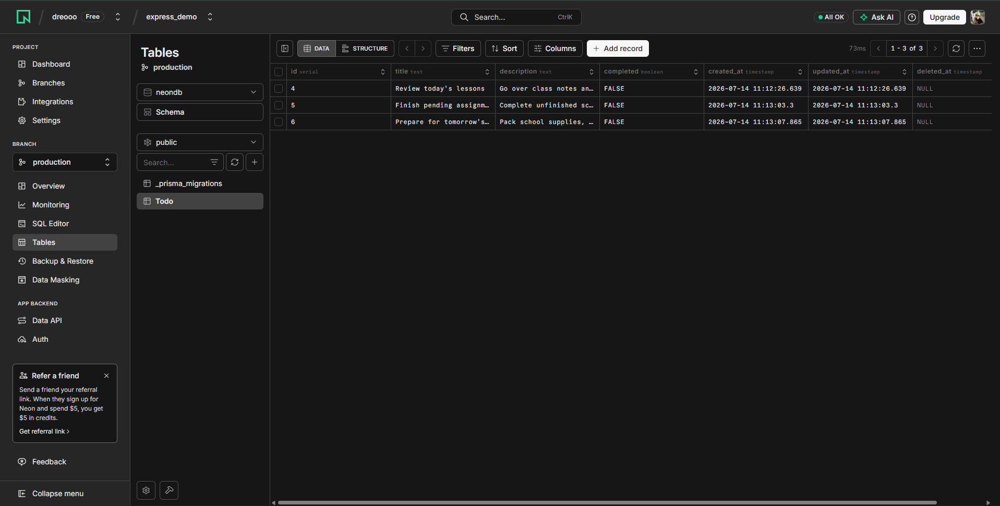 dreooo Free
express_demo
Search... CtrlK
All OK
Ask AI
Upgrade
PROJECT
Dashboard
Branches
Integrations
Settings
BRANCH
production
Overview
Monitoring
SQL Editor
Tables
Backup & Restore
Data Masking
APP BACKEND
Data API
Auth
Refer a friend
Send a friend your referral
link. When they sign up for
Neon and spend $5, you get
$5 in credits.
Get referral link
Feedback
Collapse menu
Tables
production
neondb
Schema
public
Search...
_prisma_migrations
Todo
DATA STRUCTURE Filters Sort Columns Add record 73ms 1 - 3 of 3
id serial title text description text completed boolean created_at timestamp updated_at timestamp deleted_at timestamp
4 Review today's lessons Go over class notes an… FALSE 2026-07-14 11:12:26.639 2026-07-14 11:12:26.639 NULL
5 Finish pending assignm… Complete unfinished sc… FALSE 2026-07-14 11:13:03.3 2026-07-14 11:13:03.3 NULL
6 Prepare for tomorrow's… Pack school supplies, … FALSE 2026-07-14 11:13:07.865 2026-07-14 11:13:07.865 NULL